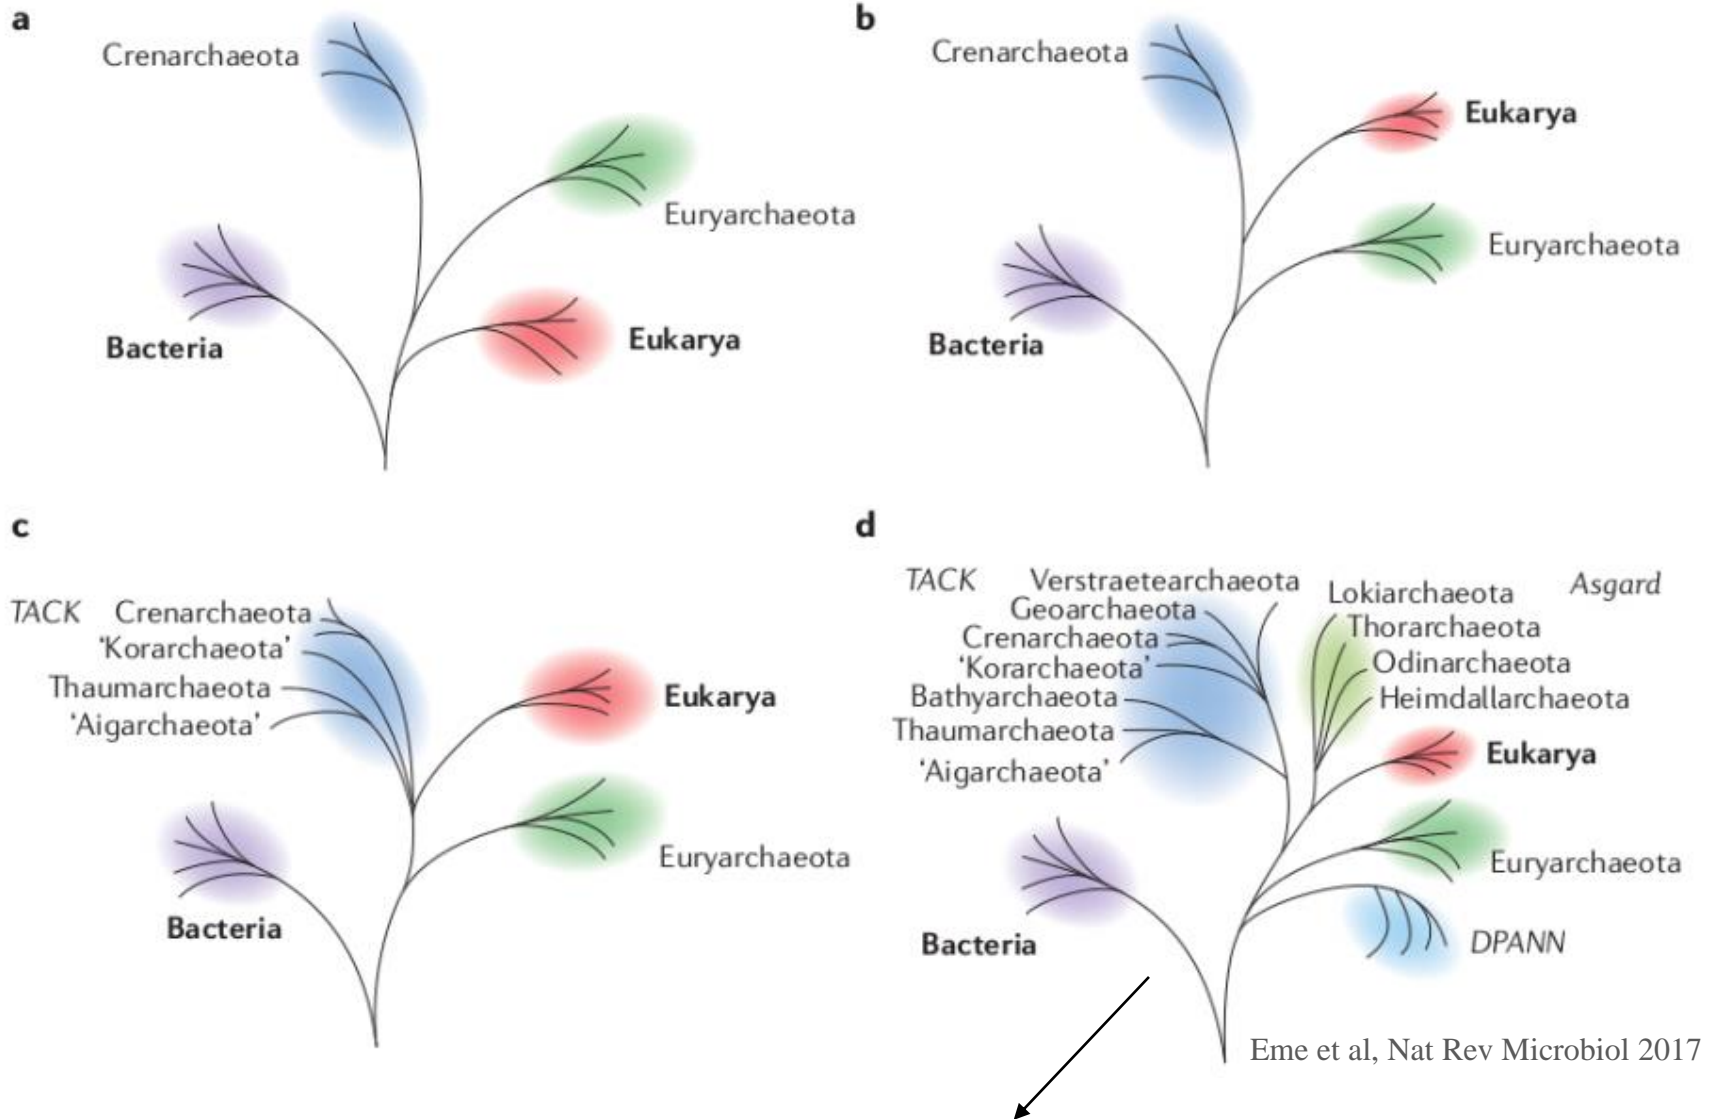 a
Crenarchaeota
Euryarchaeota
Eukarya
Bacteria
b
Crenarchaeota
Eukarya
Euryarchaeota
Bacteria
c
TACK Crenarchaeota
‘Korarchaeota’
Thaumarchaeota
‘Aigarchaeota’
Eukarya
Euryarchaeota
Bacteria
d
TACK Verstraetearchaeota
Geoarchaeota
Crenarchaeota
‘Korarchaeota’
Bathyarchaeota
Thaumarchaeota
‘Aigarchaeota’
Lokiarchaeota Asgard
Thorarchaeota
Odinarchaeota
Heimdallarchaeota
Eukarya
Euryarchaeota
DPANN
Bacteria
Eme et al, Nat Rev Microbiol 2017